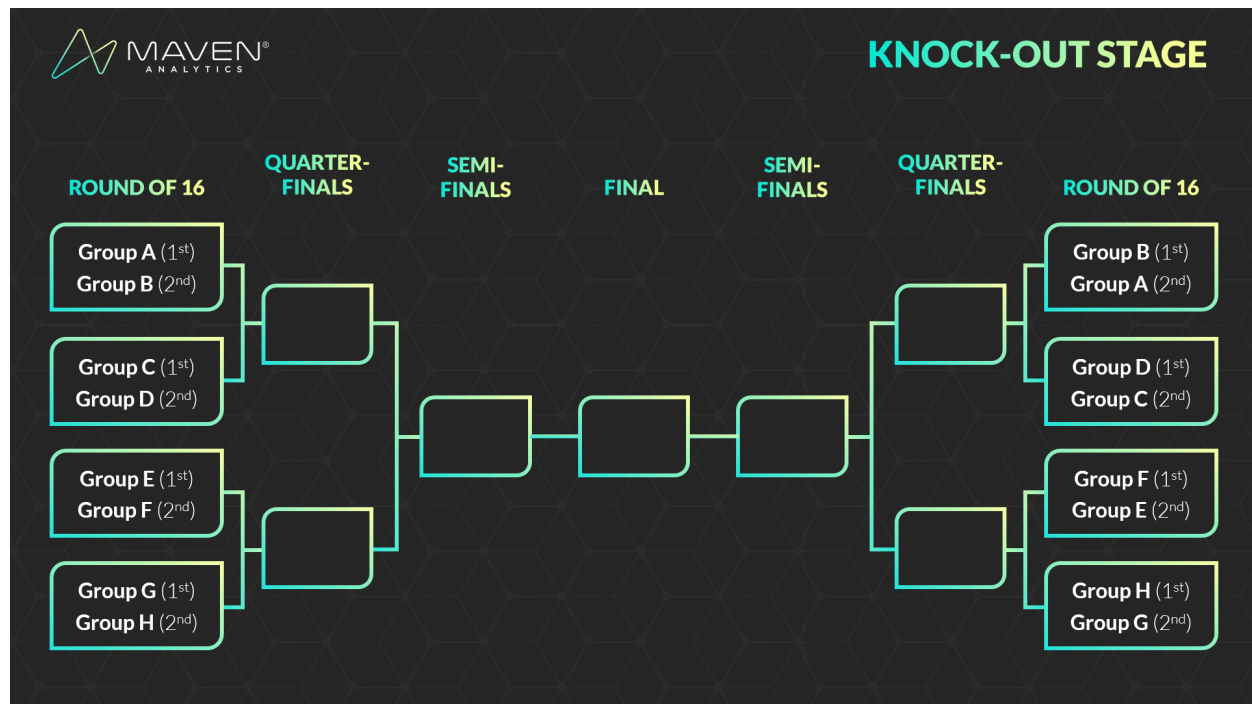 MAVEN®
ANALYTICS
KNOCK-OUT STAGE
ROUND OF 16
QUARTER-
FINALS
SEMI-
FINALS
FINAL
SEMI-
FINALS
QUARTER-
FINALS
ROUND OF 16
Group A (1st)
Group B (2nd)
Group C (1st)
Group D (2nd)
Group E (1st)
Group F (2nd)
Group G (1st)
Group H (2nd)
Group B (1st)
Group A (2nd)
Group D (1st)
Group C (2nd)
Group F (1st)
Group E (2nd)
Group H (1st)
Group G (2nd)